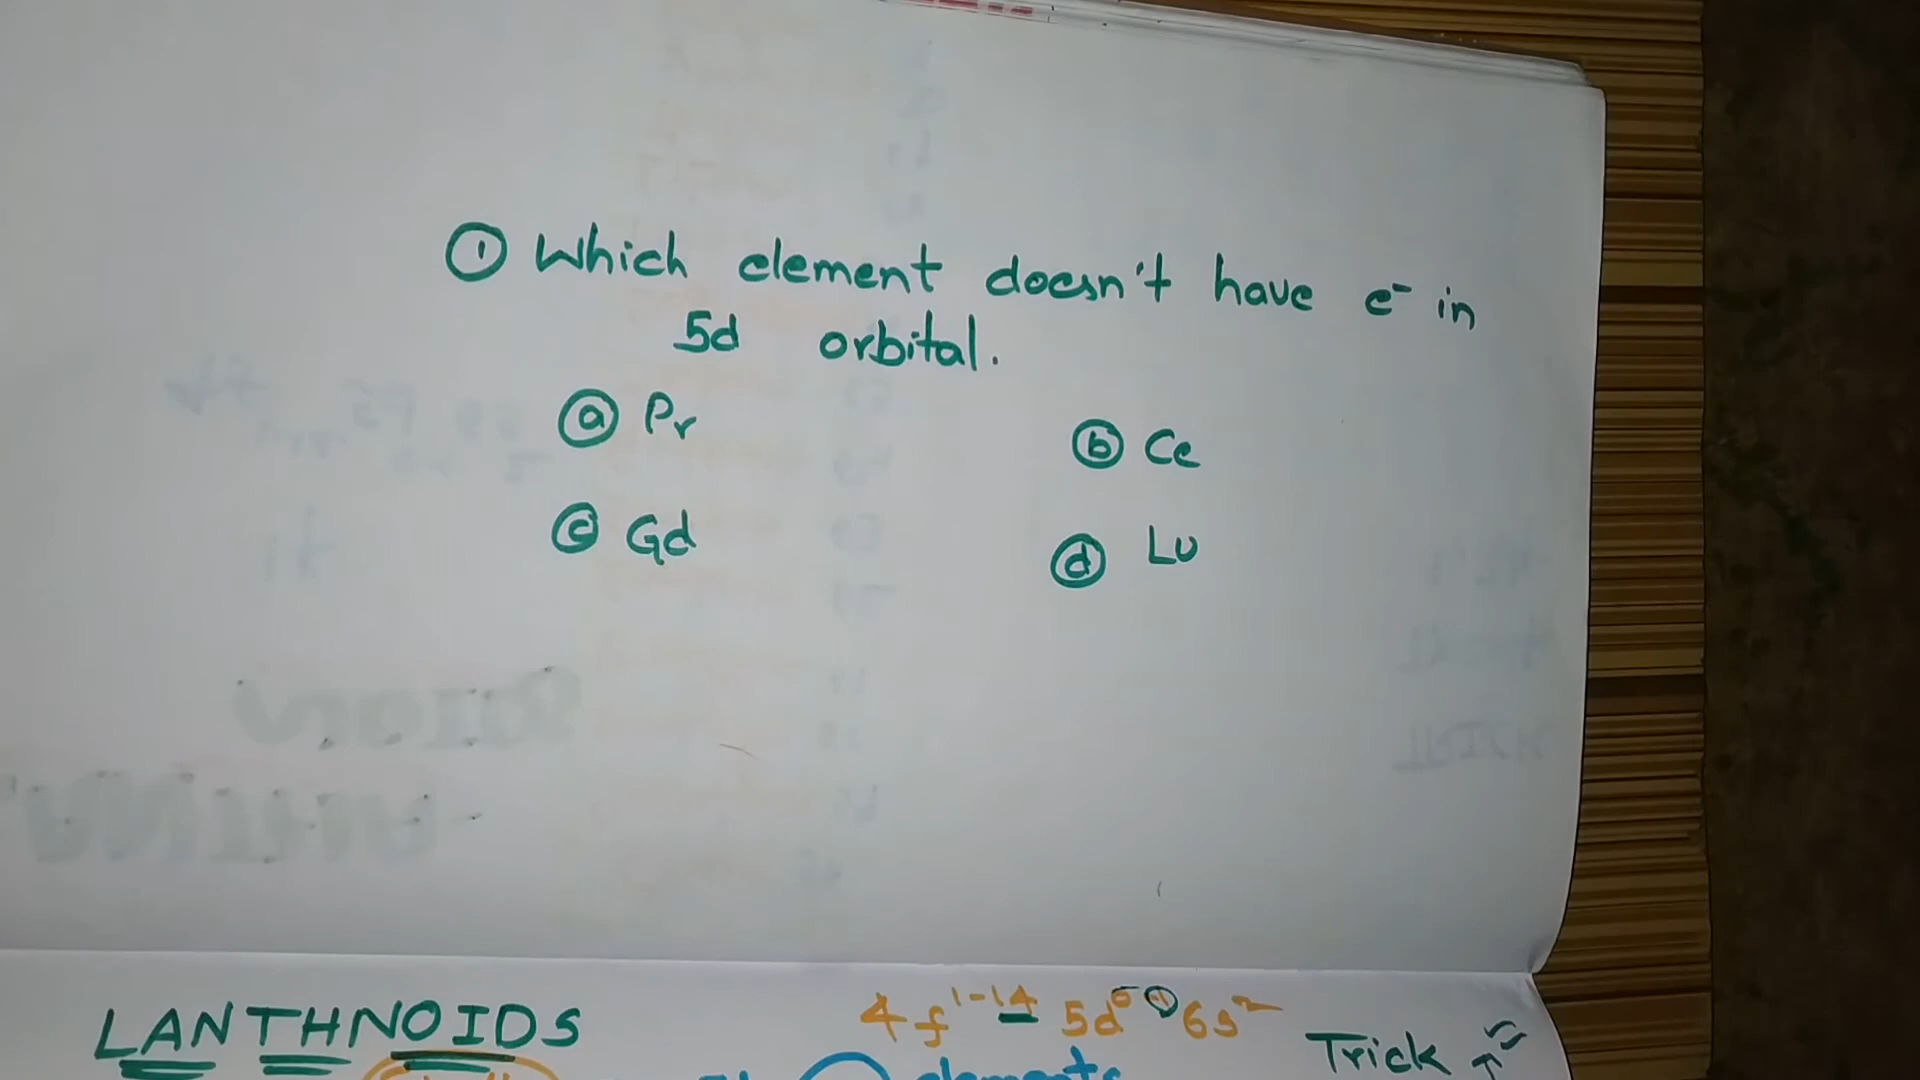 ① Which element doesn't have e⁻ in
5d orbital.
ⓐ Pr ⓑ Ce
ⓒ Gd ⓓ Lu
LANTHNOIDS 4f¹⁻¹⁴ 5d⁰⁻¹ 6s² Trick
elements